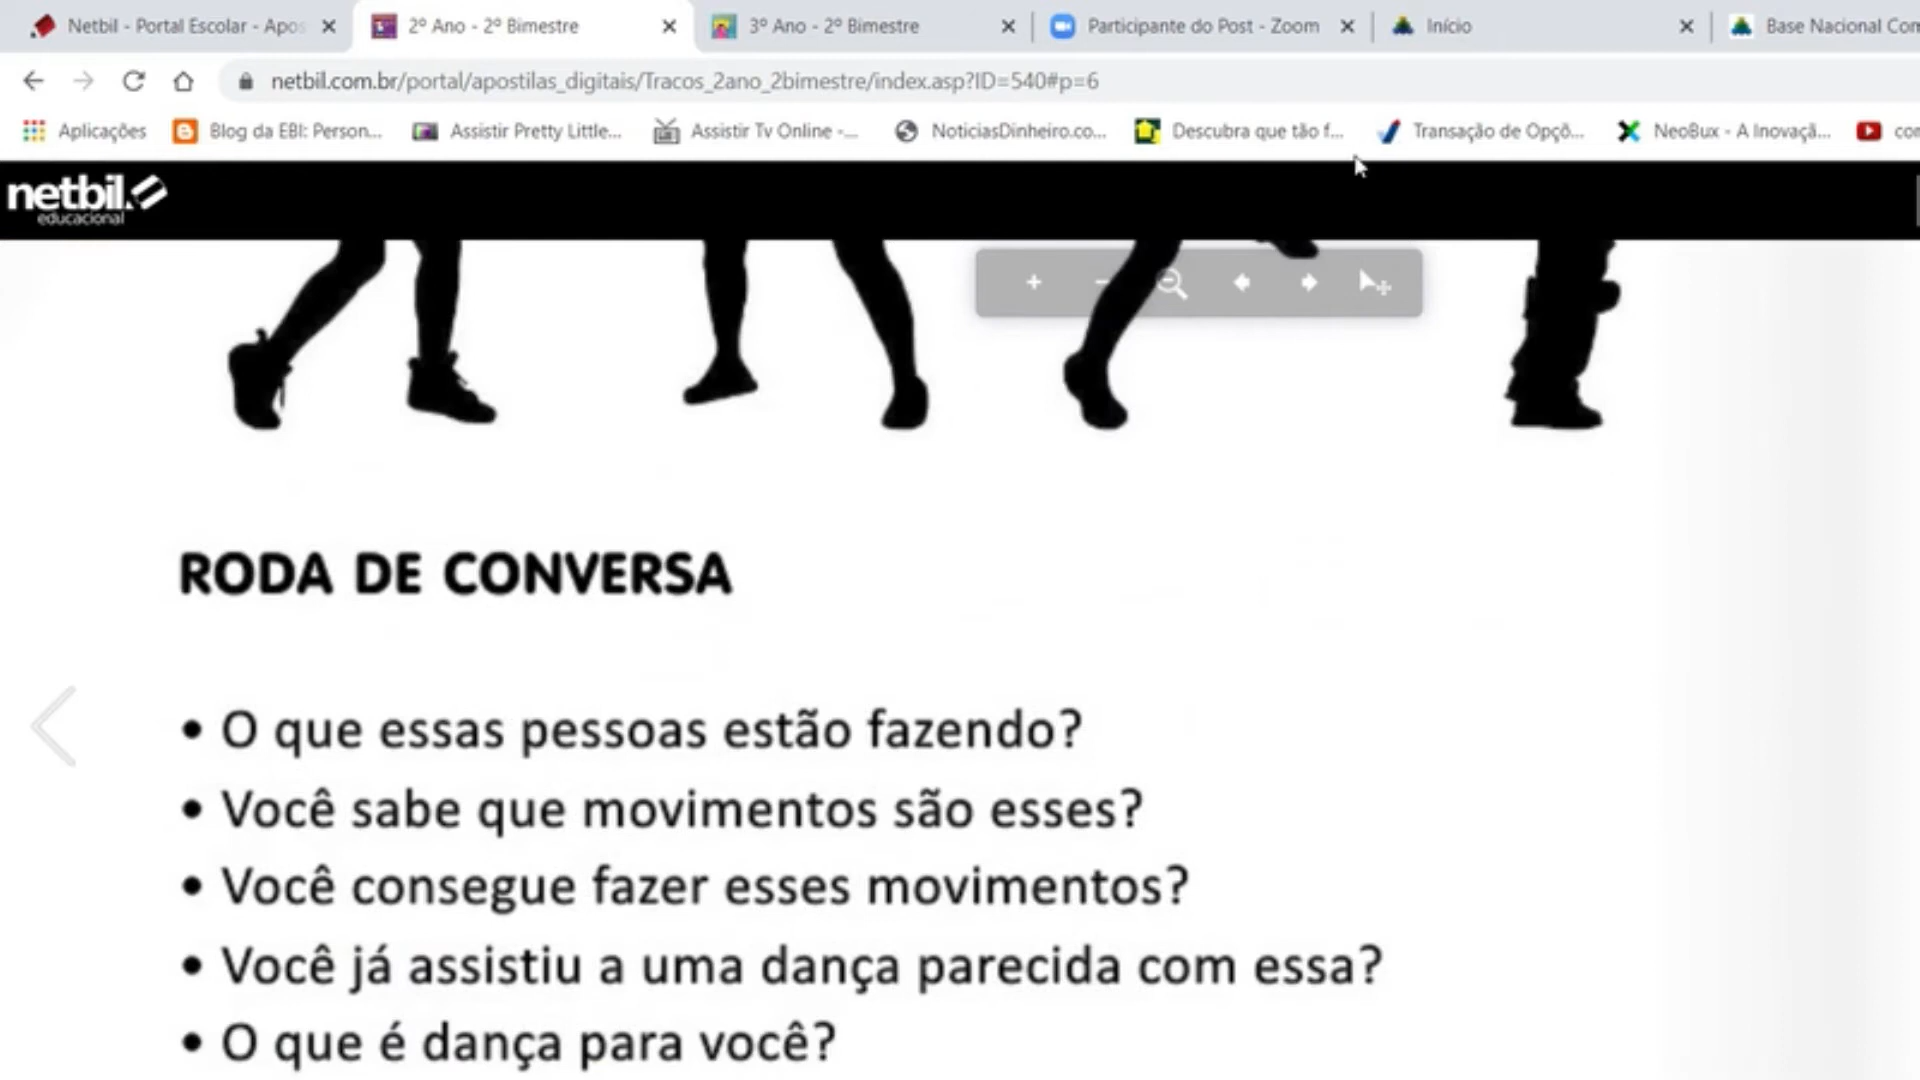 Netbil - Portal Escolar - Apos
2º Ano - 2º Bimestre
3º Ano - 2º Bimestre
Participante do Post - Zoom
Início
Base Nacional Com
netbil.com.br/portal/apostilas_digitais/Tracos_2ano_2bimestre/index.asp?ID=540#p=6
Aplicações
Blog da EBI: Person...
Assistir Pretty Little...
Assistir Tv Online -...
NoticiasDinheiro.co...
Descubra que tão f...
Transação de Opçõ...
NeoBux - A Inovaçã...
con
netbil
educacional
RODA DE CONVERSA
• O que essas pessoas estão fazendo?
• Você sabe que movimentos são esses?
• Você consegue fazer esses movimentos?
• Você já assistiu a uma dança parecida com essa?
• O que é dança para você?